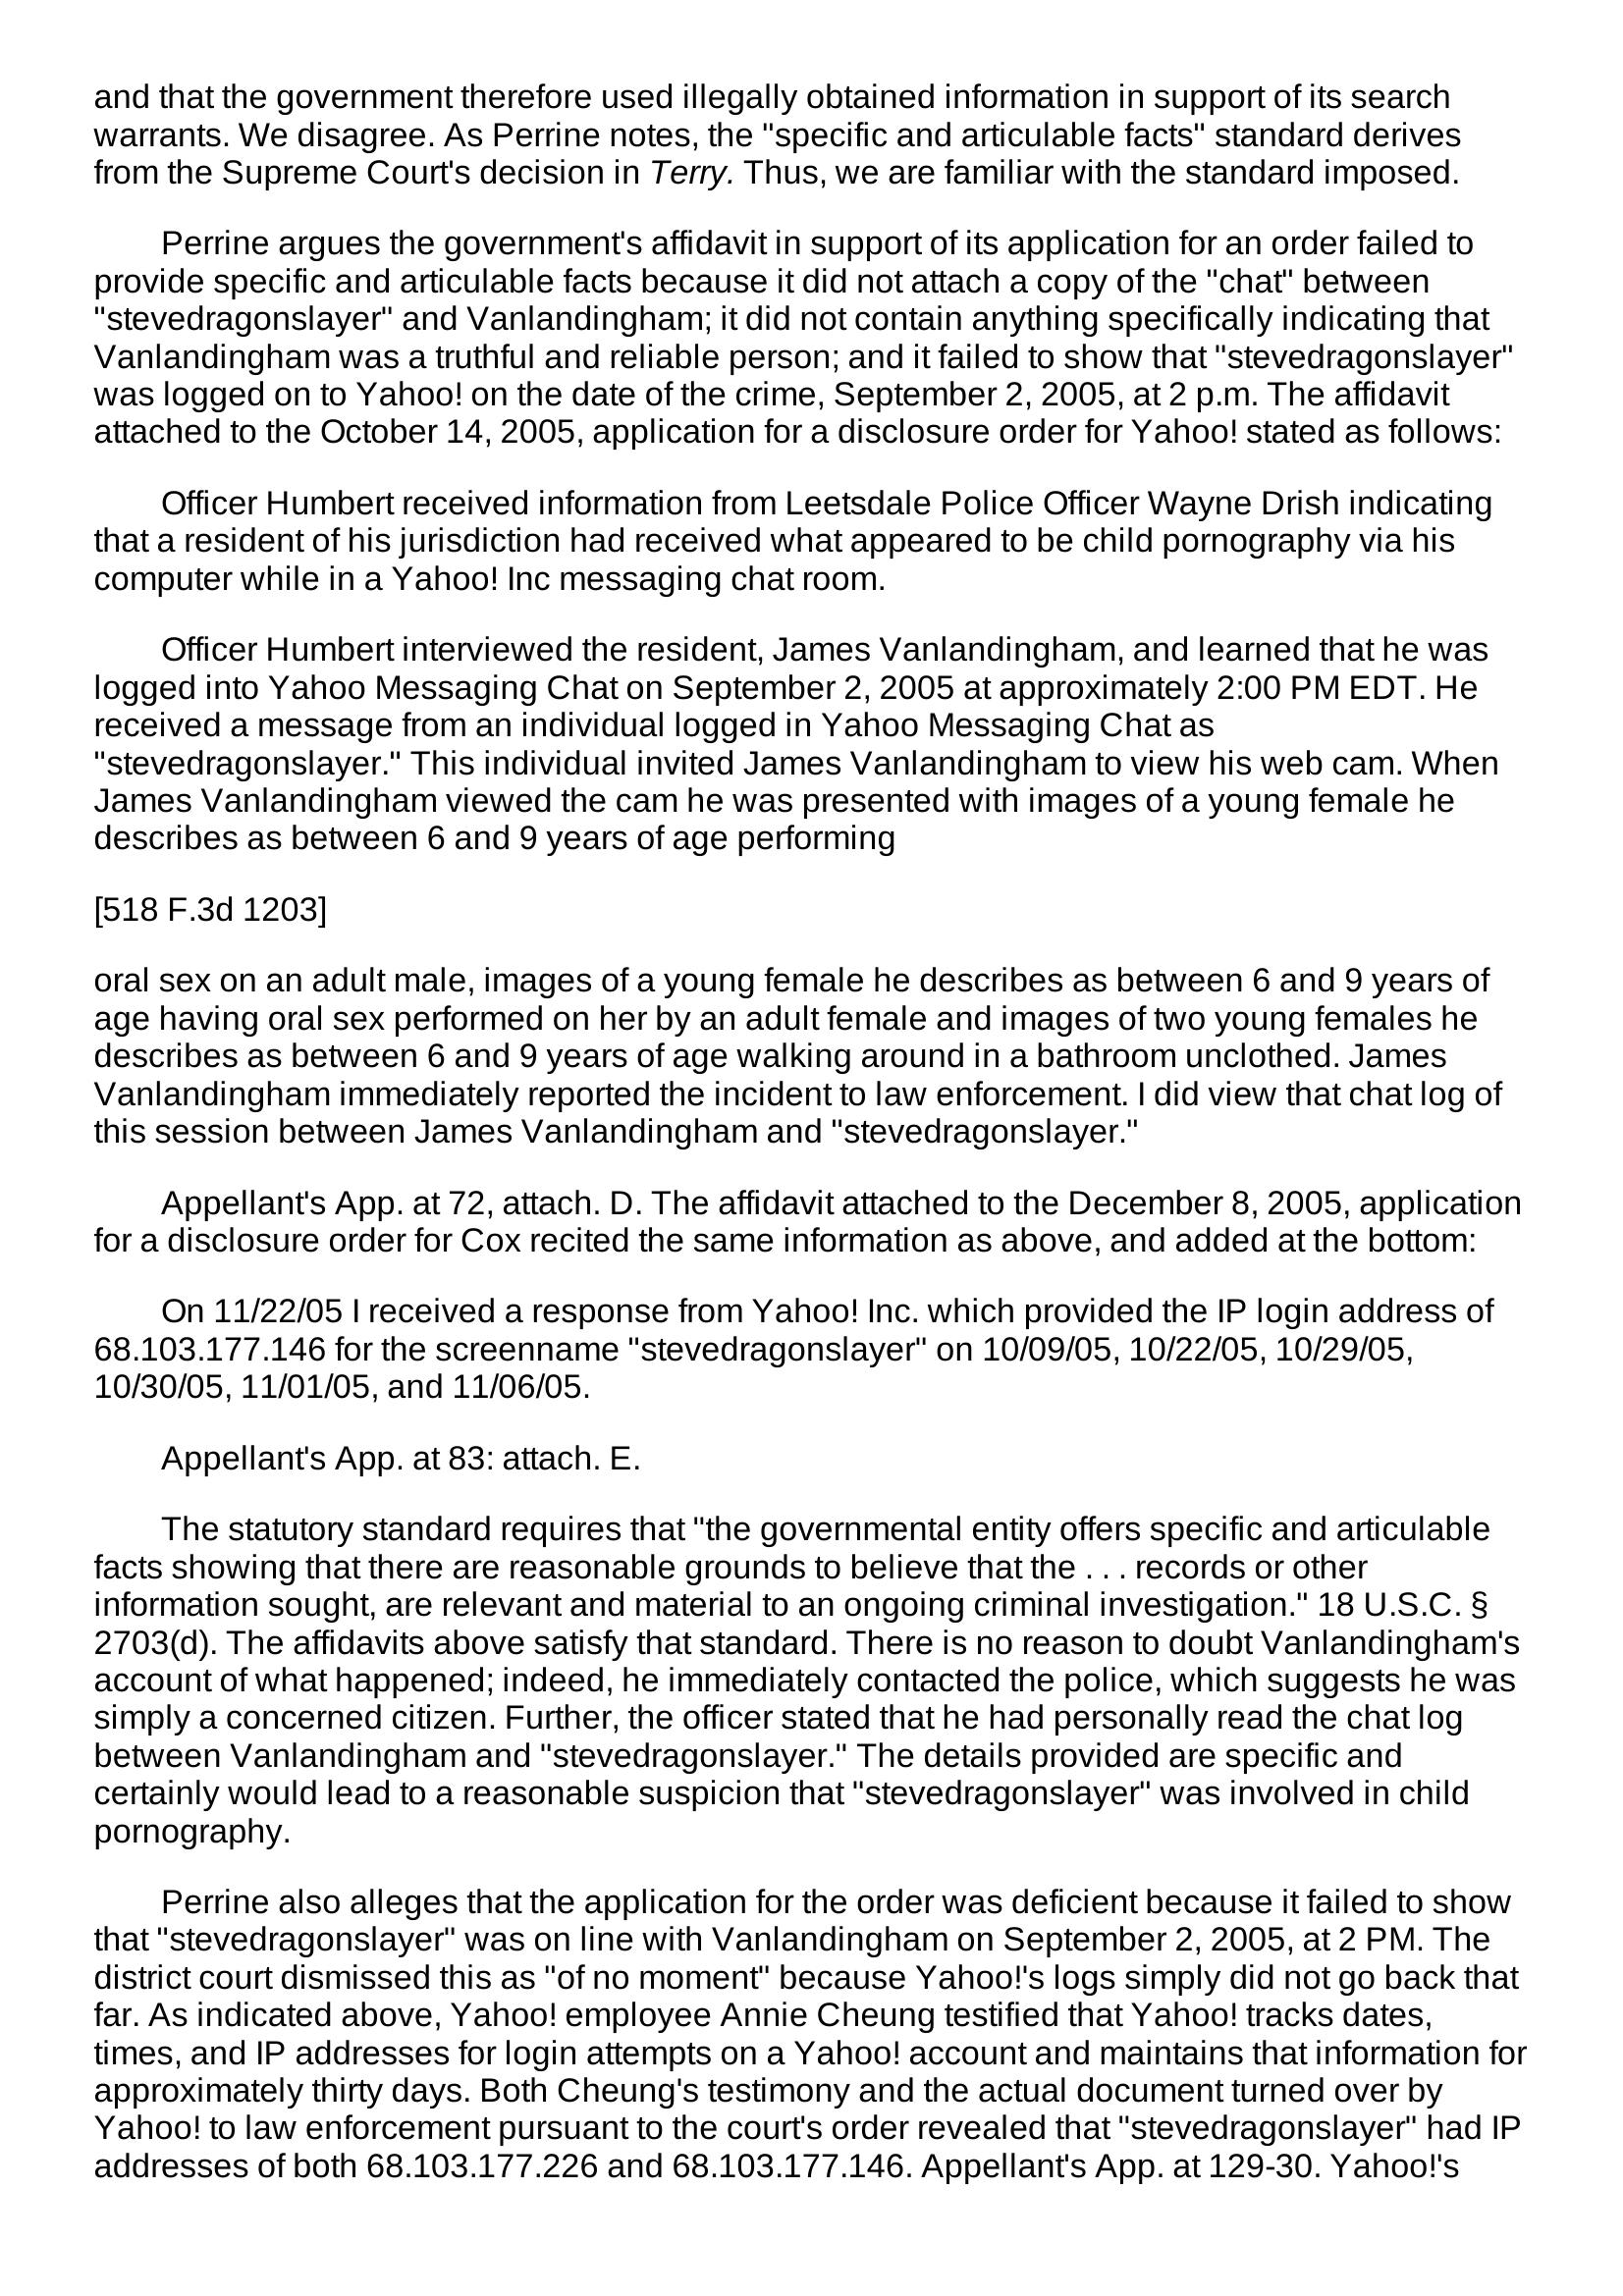 and that the government therefore used illegally obtained information in support of its search
warrants. We disagree. As Perrine notes, the "specific and articulable facts" standard derives
from the Supreme Court's decision in Terry. Thus, we are familiar with the standard imposed.
Perrine argues the government's affidavit in support of its application for an order failed to
provide specific and articulable facts because it did not attach a copy of the "chat" between
"stevedragonslayer" and Vanlandingham; it did not contain anything specifically indicating that
Vanlandingham was a truthful and reliable person; and it failed to show that "stevedragonslayer"
was logged on to Yahoo! on the date of the crime, September 2, 2005, at 2 p.m. The affidavit
attached to the October 14, 2005, application for a disclosure order for Yahoo! stated as follows:
Officer Humbert received information from Leetsdale Police Officer Wayne Drish indicating
that a resident of his jurisdiction had received what appeared to be child pornography via his
computer while in a Yahoo! Inc messaging chat room.
Officer Humbert interviewed the resident, James Vanlandingham, and learned that he was
logged into Yahoo Messaging Chat on September 2, 2005 at approximately 2:00 PM EDT. He
received a message from an individual logged in Yahoo Messaging Chat as
"stevedragonslayer." This individual invited James Vanlandingham to view his web cam. When
James Vanlandingham viewed the cam he was presented with images of a young female he
describes as between 6 and 9 years of age performing
[518 F.3d 1203]
oral sex on an adult male, images of a young female he describes as between 6 and 9 years of
age having oral sex performed on her by an adult female and images of two young females he
describes as between 6 and 9 years of age walking around in a bathroom unclothed. James
Vanlandingham immediately reported the incident to law enforcement. I did view that chat log of
this session between James Vanlandingham and "stevedragonslayer."
Appellant's App. at 72, attach. D. The affidavit attached to the December 8, 2005, application
for a disclosure order for Cox recited the same information as above, and added at the bottom:
On 11/22/05 I received a response from Yahoo! Inc. which provided the IP login address of
68.103.177.146 for the screenname "stevedragonslayer" on 10/09/05, 10/22/05, 10/29/05,
10/30/05, 11/01/05, and 11/06/05.
Appellant's App. at 83: attach. E.
The statutory standard requires that "the governmental entity offers specific and articulable
facts showing that there are reasonable grounds to believe that the . . . records or other
information sought, are relevant and material to an ongoing criminal investigation." 18 U.S.C. §
2703(d). The affidavits above satisfy that standard. There is no reason to doubt Vanlandingham's
account of what happened; indeed, he immediately contacted the police, which suggests he was
simply a concerned citizen. Further, the officer stated that he had personally read the chat log
between Vanlandingham and "stevedragonslayer." The details provided are specific and
certainly would lead to a reasonable suspicion that "stevedragonslayer" was involved in child
pornography.
Perrine also alleges that the application for the order was deficient because it failed to show
that "stevedragonslayer" was on line with Vanlandingham on September 2, 2005, at 2 PM. The
district court dismissed this as "of no moment" because Yahoo!'s logs simply did not go back that
far. As indicated above, Yahoo! employee Annie Cheung testified that Yahoo! tracks dates,
times, and IP addresses for login attempts on a Yahoo! account and maintains that information for
approximately thirty days. Both Cheung's testimony and the actual document turned over by
Yahoo! to law enforcement pursuant to the court's order revealed that "stevedragonslayer" had IP
addresses of both 68.103.177.226 and 68.103.177.146. Appellant's App. at 129-30. Yahoo!'s